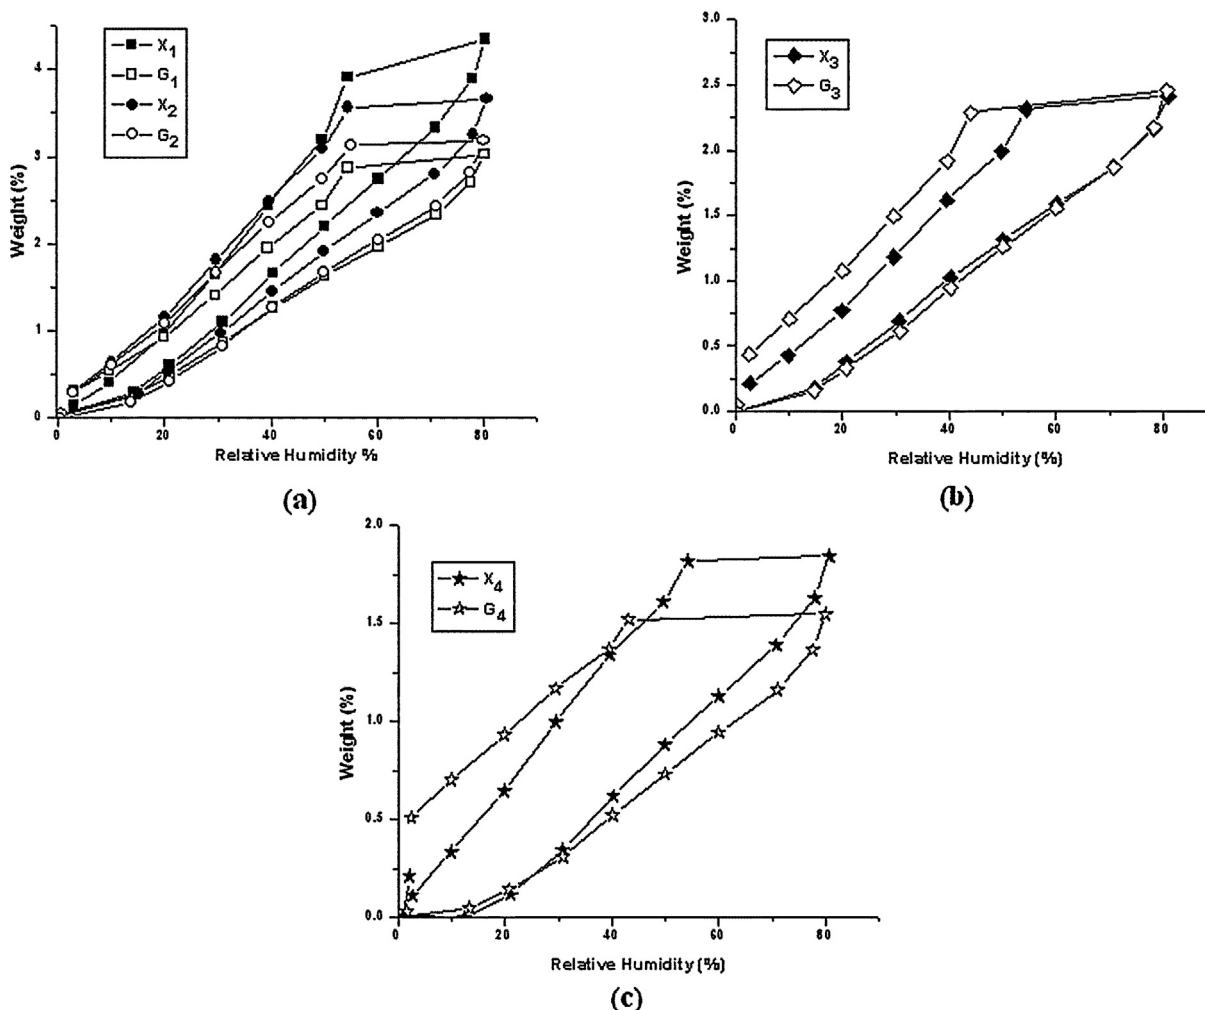 X1
G1
X2
G2
Weight (%)
4
3
2
1
0
0 20 40 60 80
Relative Humidity %
(a)
X3
G3
Weight (%)
3.0
2.5
2.0
1.5
1.0
0.5
0.0
0 20 40 60 80
Relative Humidity (%)
(b)
X4
G4
Weight (%)
2.0
1.5
1.0
0.5
0.0
0 20 40 60 80
Relative Humidity (%)
(c)